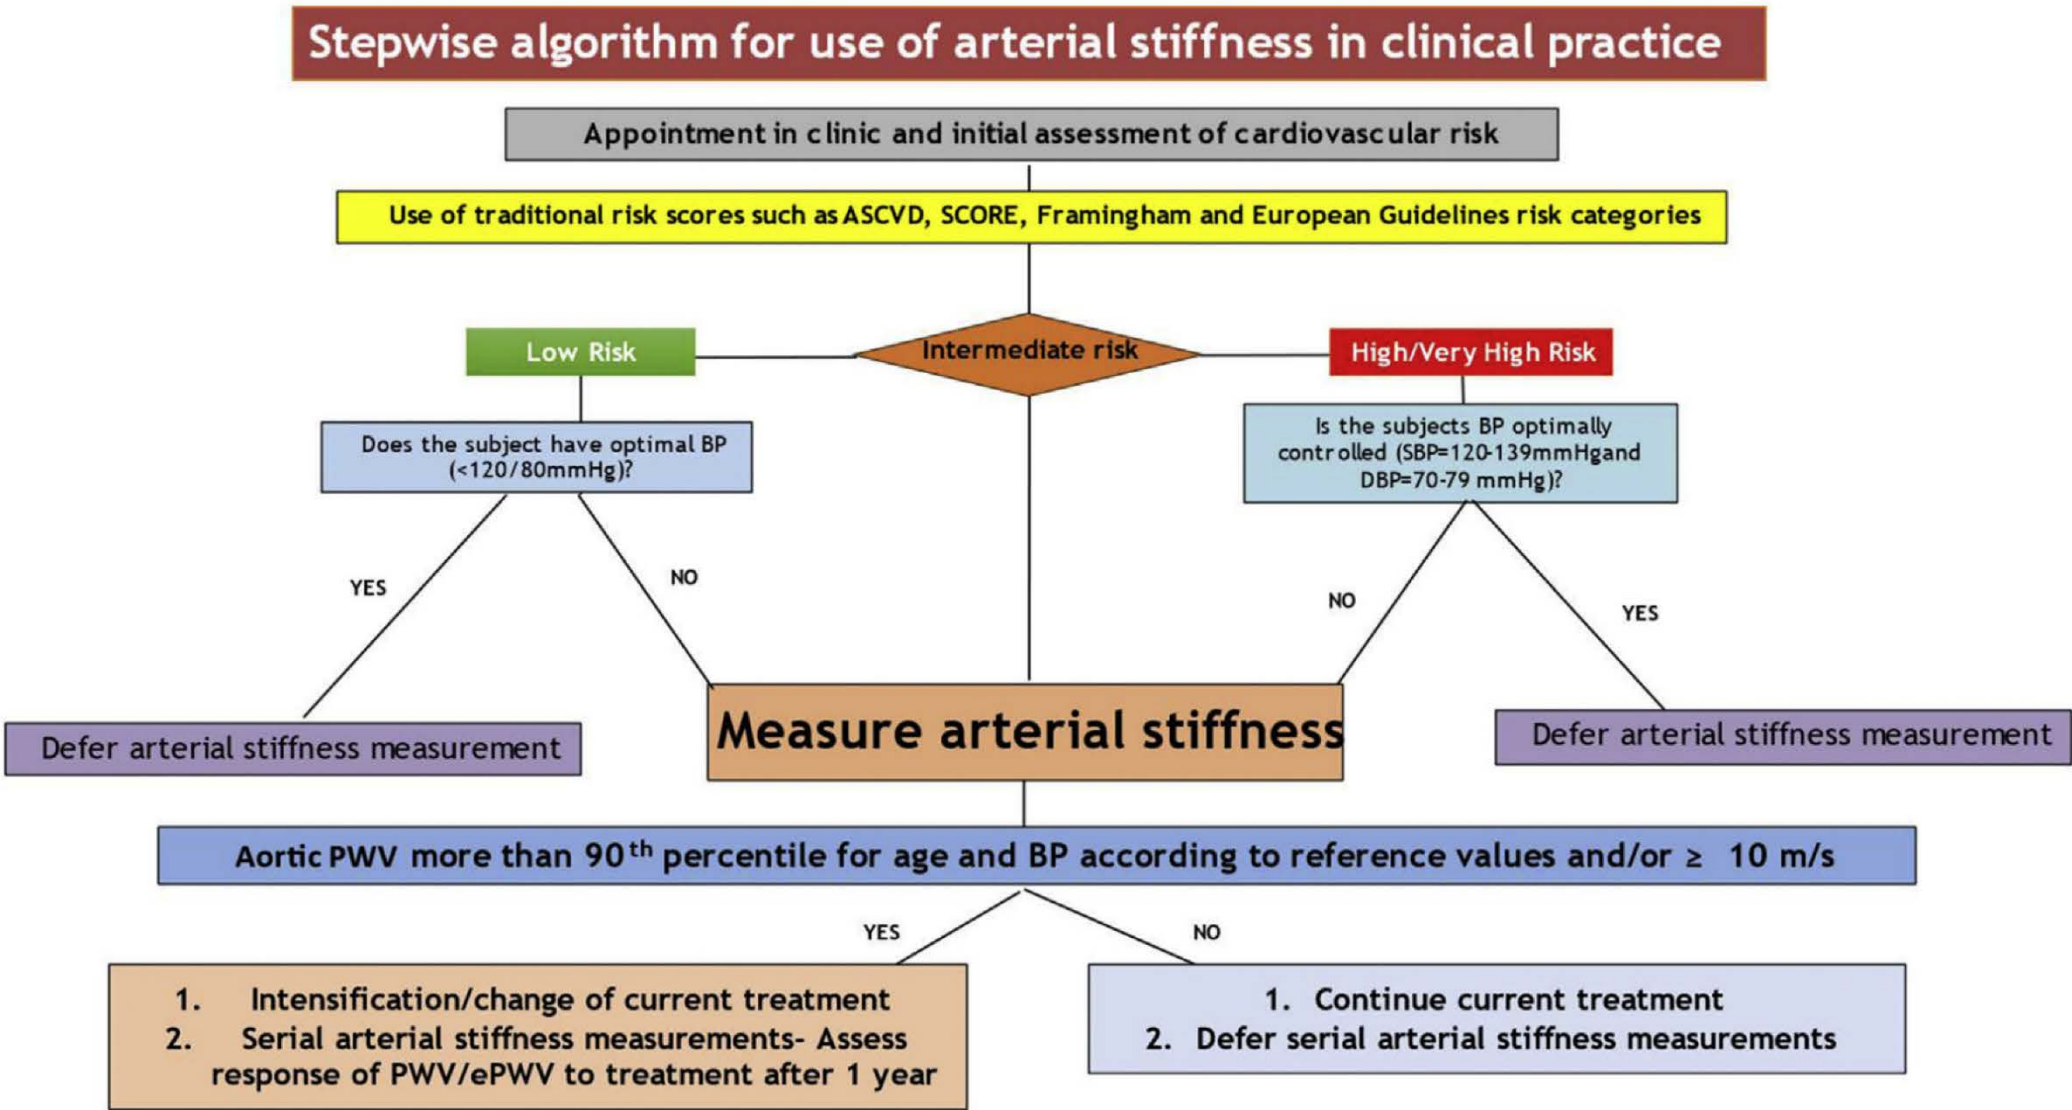 Stepwise algorithm for use of arterial stiffness in clinical practice
Appointment in clinic and initial assessment of cardiovascular risk
Use of traditional risk scores such as ASCVD, SCORE, Framingham and European Guidelines risk categories
Low Risk
Intermediate risk
High/Very High Risk
Does the subject have optimal BP
(<120/80mmHg)?
Is the subjects BP optimally
controlled (SBP=120-139mmHgand
DBP=70-79 mmHg)?
YES
NO
NO
YES
Defer arterial stiffness measurement
Measure arterial stiffness
Defer arterial stiffness measurement
Aortic PWV more than 90th percentile for age and BP according to reference values and/or ≥ 10 m/s
YES
NO
1. Intensification/change of current treatment
2. Serial arterial stiffness measurements- Assess
response of PWV/ePWV to treatment after 1 year
1. Continue current treatment
2. Defer serial arterial stiffness measurements